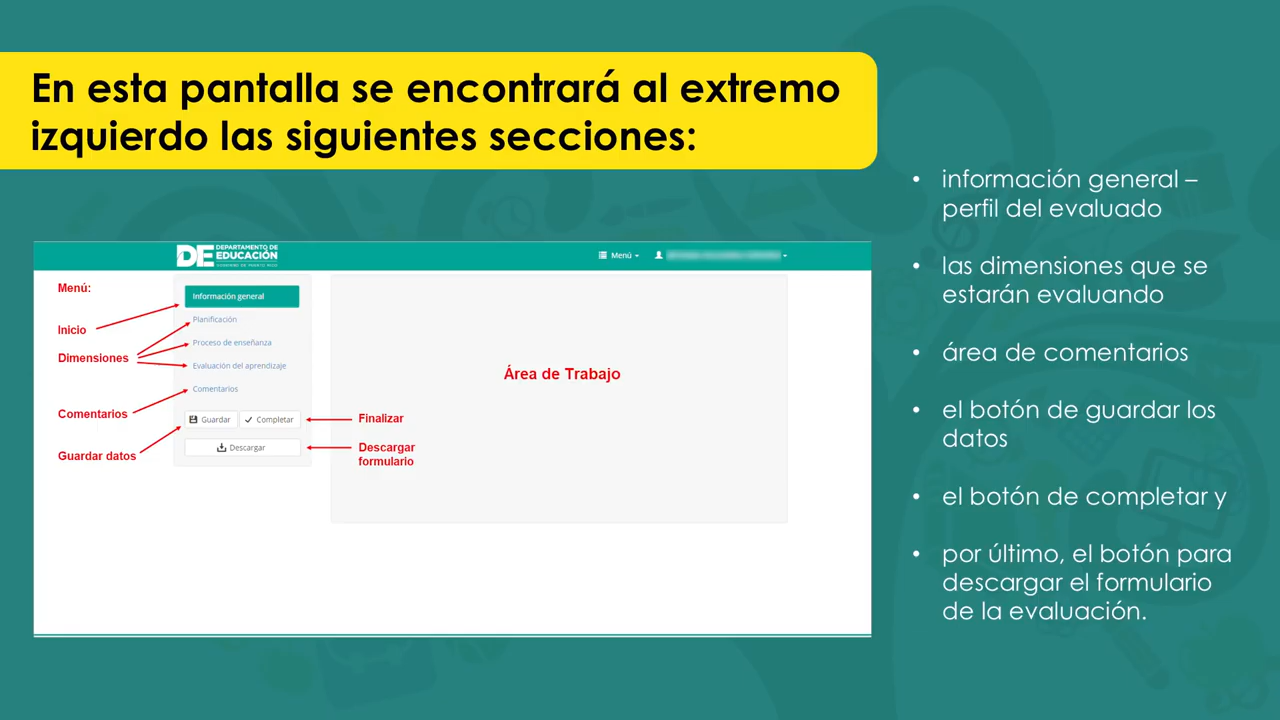 En esta pantalla se encontrará al extremo
izquierdo las siguientes secciones:
información general –
perfil del evaluado
las dimensiones que se
estarán evaluando
área de comentarios
el botón de guardar los
datos
el botón de completar y
por último, el botón para
descargar el formulario
de la evaluación.
DE DEPARTAMENTO DE
EDUCACIÓN
Menú
Menú:
Inicio
Dimensiones
Comentarios
Guardar datos
Información general
Planificación
Proceso de enseñanza
Evaluación del aprendizaje
Comentarios
Guardar
Completar
Descargar
Finalizar
Descargar
formulario
Área de Trabajo